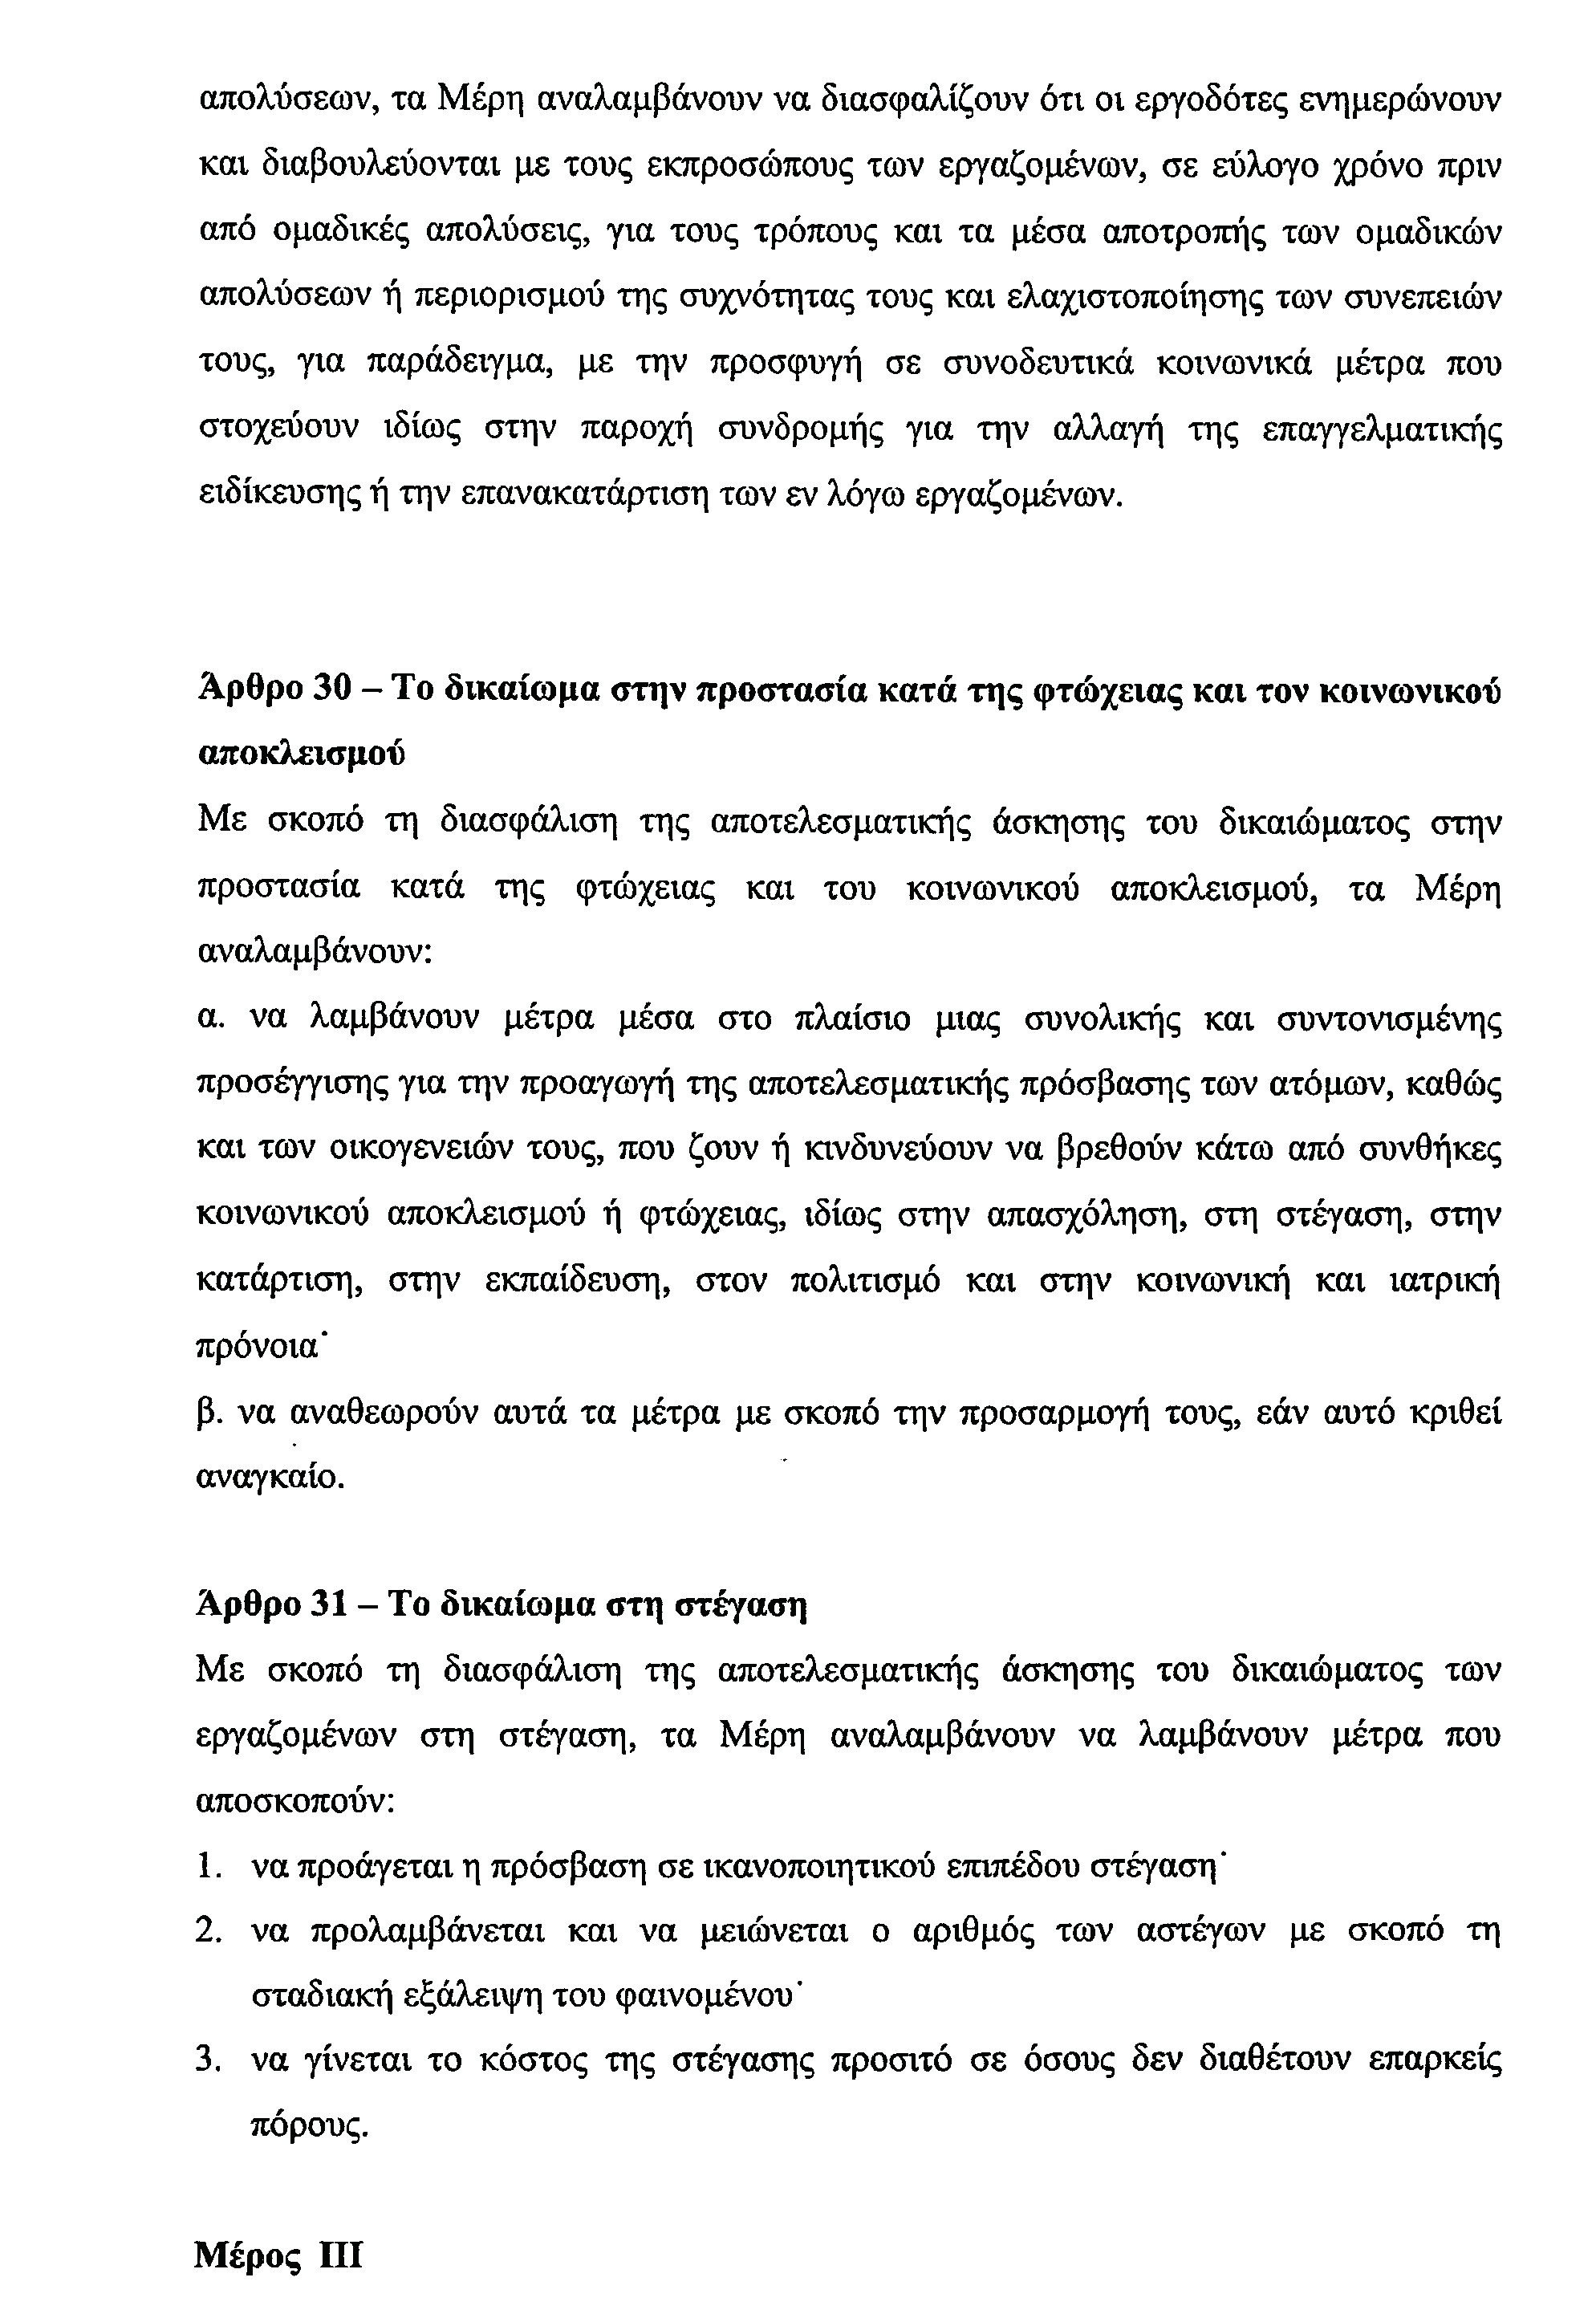 απολύσεων, τα Μέρη αναλαμβάνουν να διασφαλίζουν ότι οι εργοδότες ενημερώνουν
και διαβουλεύονται με τους εκπροσώπους των εργαζομένων, σε εύλογο χρόνο πριν
από ομαδικές απολύσεις, για τους τρόπους και τα μέσα αποτροπής των ομαδικών
απολύσεων ή περιορισμού της συχνότητας τους και ελαχιστοποίησης των συνεπειών
τους, για παράδειγμα, με την προσφυγή σε συνοδευτικά κοινωνικά μέτρα που
στοχεύουν ιδίως στην παροχή συνδρομής για την αλλαγή της επαγγελματικής
ειδίκευσης ή την επανακατάρτιση των εν λόγω εργαζομένων.
Άρθρο 30 – Το δικαίωμα στην προστασία κατά της φτώχειας και τον κοινωνικού
αποκλεισμού
Με σκοπό τη διασφάλιση της αποτελεσματικής άσκησης του δικαιώματος στην
προστασία κατά της φτώχειας και του κοινωνικού αποκλεισμού, τα Μέρη
αναλαμβάνουν:
α. να λαμβάνουν μέτρα μέσα στο πλαίσιο μιας συνολικής και συντονισμένης
προσέγγισης για την προαγωγή της αποτελεσματικής πρόσβασης των ατόμων, καθώς
και των οικογενειών τους, που ζουν ή κινδυνεύουν να βρεθούν κάτω από συνθήκες
κοινωνικού αποκλεισμού ή φτώχειας, ιδίως στην απασχόληση, στη στέγαση, στην
κατάρτιση, στην εκπαίδευση, στον πολιτισμό και στην κοινωνική και ιατρική
πρόνοια˙
β. να αναθεωρούν αυτά τα μέτρα με σκοπό την προσαρμογή τους, εάν αυτό κριθεί
αναγκαίο.
Άρθρο 31 – Το δικαίωμα στη στέγαση
Με σκοπό τη διασφάλιση της αποτελεσματικής άσκησης του δικαιώματος των
εργαζομένων στη στέγαση, τα Μέρη αναλαμβάνουν να λαμβάνουν μέτρα που
αποσκοπούν:
1. να προάγεται η πρόσβαση σε ικανοποιητικού επιπέδου στέγαση˙
2. να προλαμβάνεται και να μειώνεται ο αριθμός των αστέγων με σκοπό τη
σταδιακή εξάλειψη του φαινομένου˙
3. να γίνεται το κόστος της στέγασης προσιτό σε όσους δεν διαθέτουν επαρκείς
πόρους.
Μέρος III